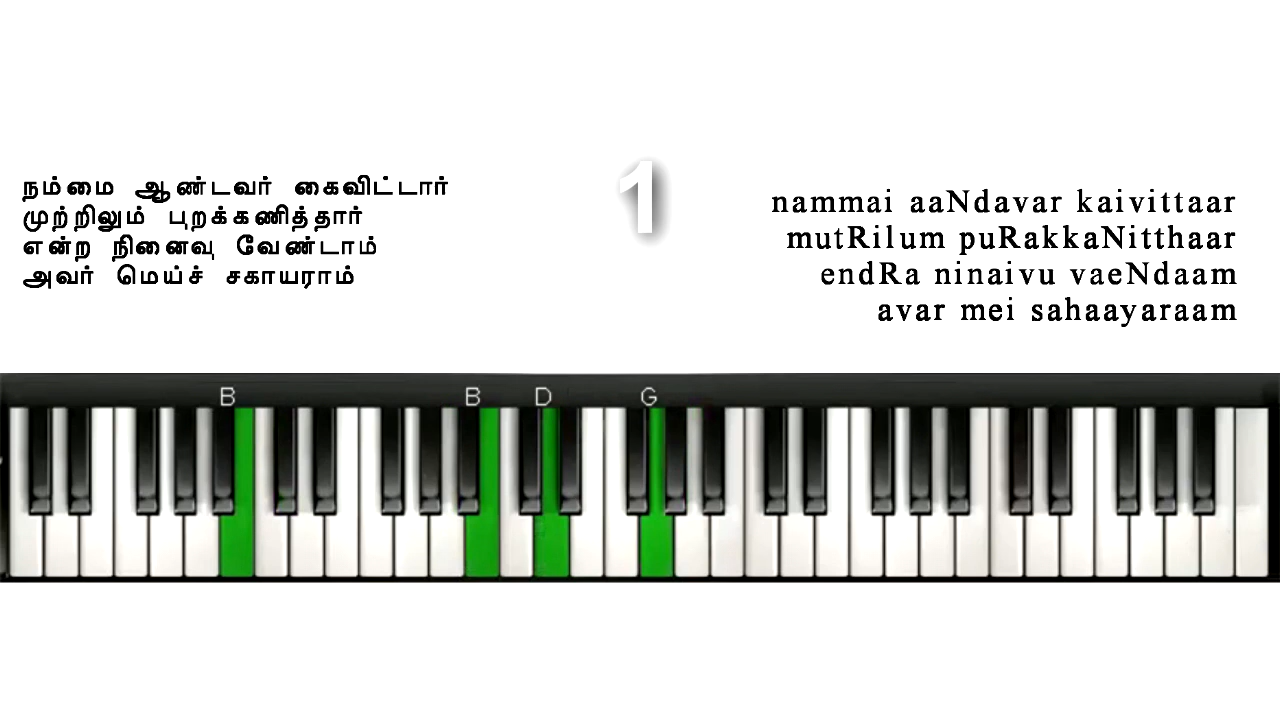 நம்மை ஆண்டவர் கைவிட்டார்
முற்றிலும் புறக்கணித்தார்
என்ற நினைவு வேண்டாம்
அவர் மெய்ச் சகாயராம்
1
nammai aaNdavar kaivittaar
mutRilum puRakkaNitthaar
endRa ninaivu vaeNdaam
avar mei sahaayaraam
B B D G